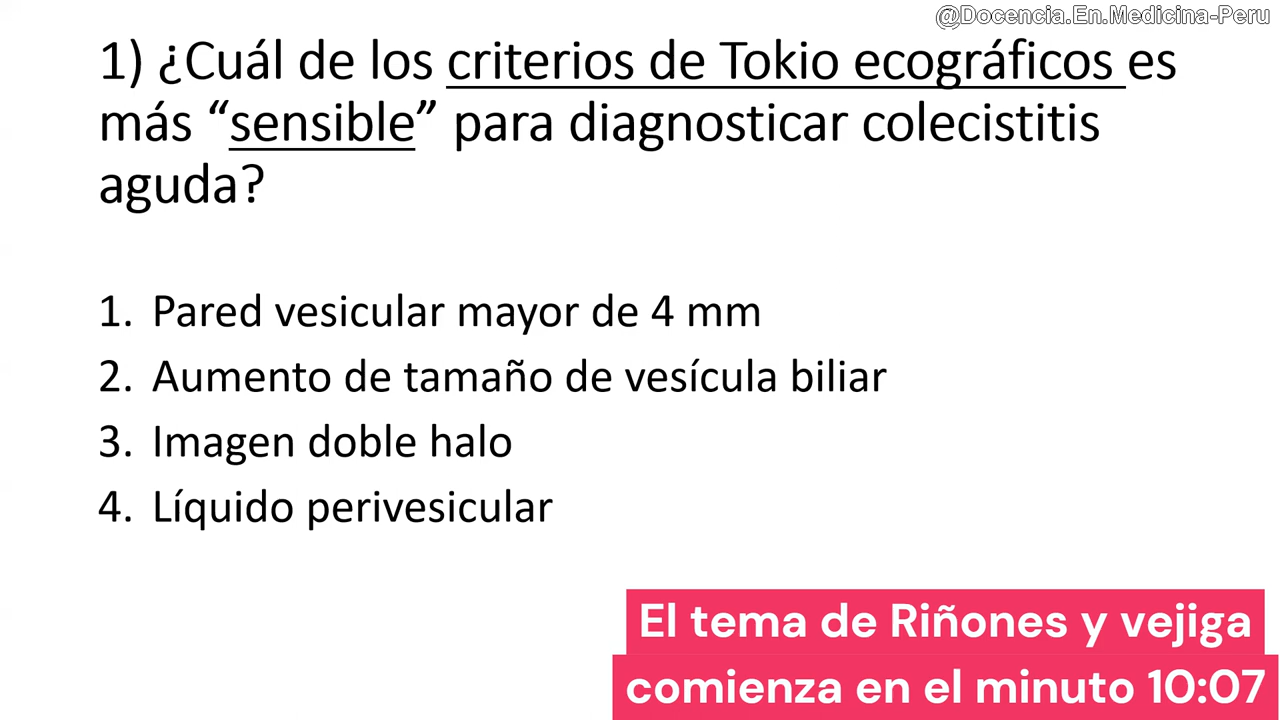 @Docencia.En.Medicina-Peru
1) ¿Cuál de los criterios de Tokio ecográficos es
más “sensible” para diagnosticar colecistitis
aguda?
1. Pared vesicular mayor de 4 mm
2. Aumento de tamaño de vesícula biliar
3. Imagen doble halo
4. Líquido perivesicular
El tema de Riñones y vejiga
comienza en el minuto 10:07